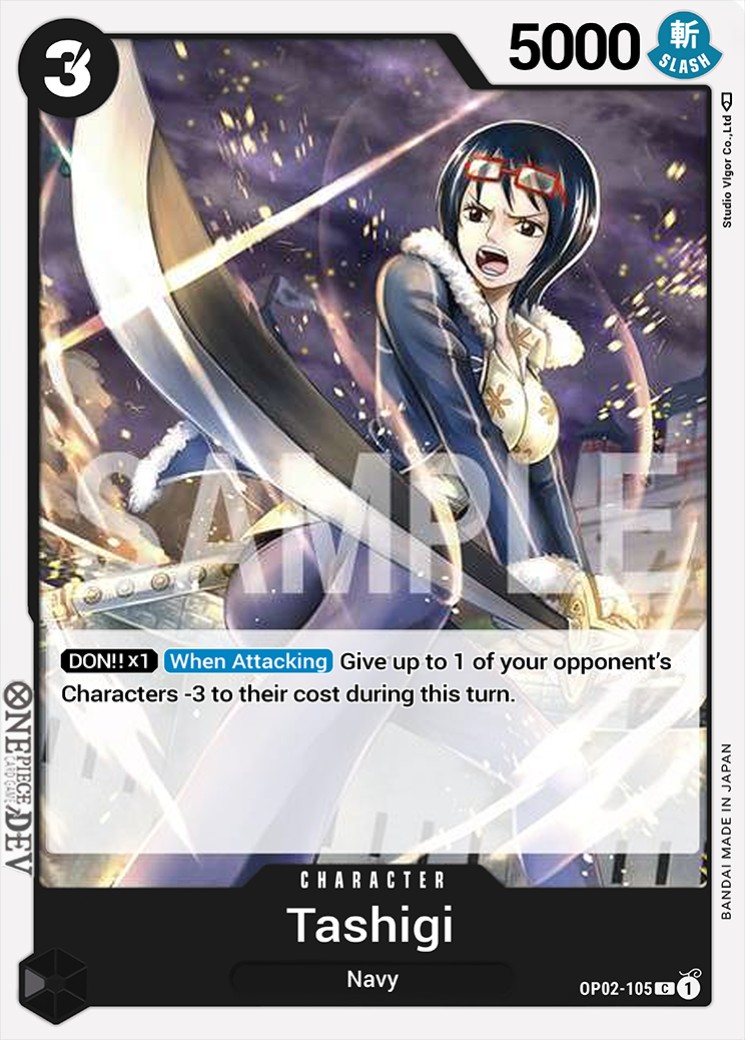 3
5000
斬
SLASH
Studio Vigor Co.,Ltd
SAMPLE
DON!!×1 When Attacking Give up to 1 of your opponent's
Characters -3 to their cost during this turn.
ONE PIECE
CARD GAME
DEV
BANDAI MADE IN JAPAN
CHARACTER
Tashigi
Navy
OP02-105 C 1